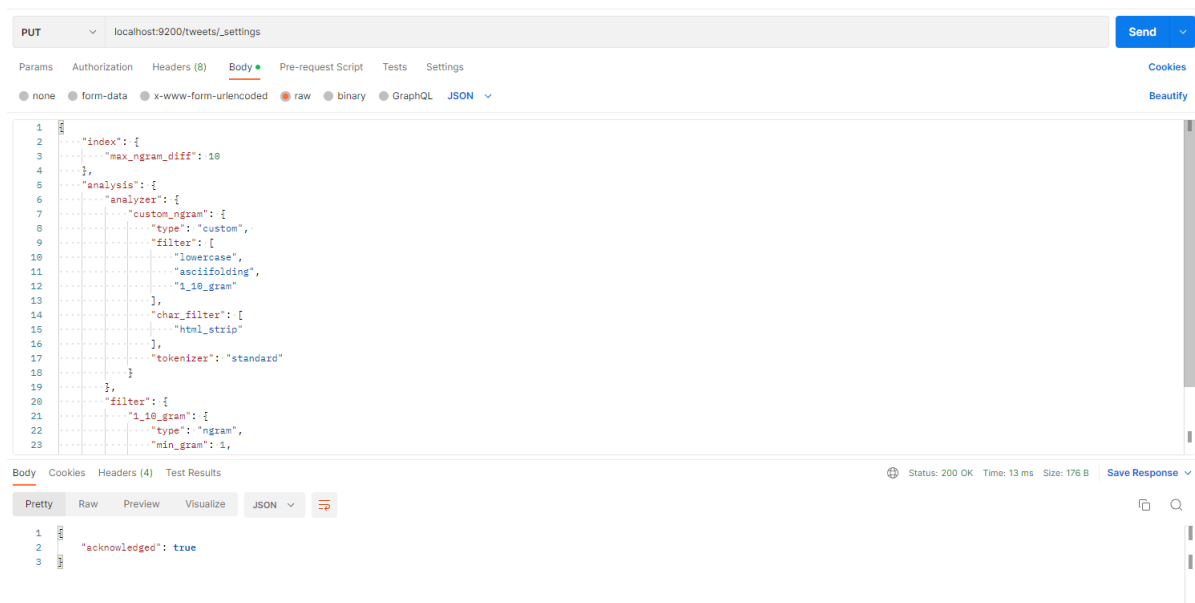 PUT localhost:9200/tweets/_settings Send
Params Authorization Headers (8) Body Pre-request Script Tests Settings Cookies
none form-data x-www-form-urlencoded raw binary GraphQL JSON Beautify
1 {
2 "index": {
3 "max_ngram_diff": 10
4 },
5 "analysis": {
6 "analyzer": {
7 "custom_ngram": {
8 "type": "custom",
9 "filter": [
10 "lowercase",
11 "asciifolding",
12 "1_10_gram"
13 ],
14 "char_filter": [
15 "html_strip"
16 ],
17 "tokenizer": "standard"
18 }
19 },
20 "filter": {
21 "1_10_gram": {
22 "type": "ngram",
23 "min_gram": 1,
Body Cookies Headers (4) Test Results Status: 200 OK Time: 13 ms Size: 176 B Save Response
Pretty Raw Preview Visualize JSON
1 {
2 "acknowledged": true
3 }